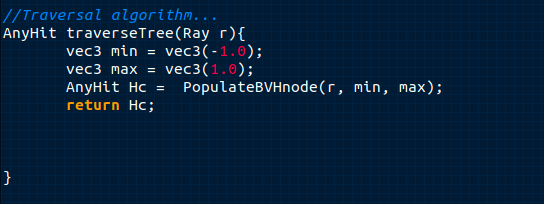 //Traversal algorithm...
AnyHit traverseTree(Ray r){
vec3 min = vec3(-1.0);
vec3 max = vec3(1.0);
AnyHit Hc =  PopulateBVHnode(r, min, max);
return Hc;
}